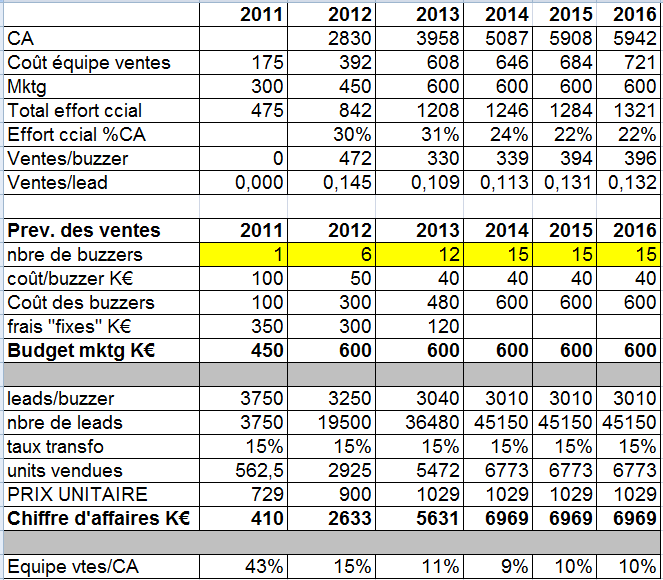 2011 2012 2013 2014 2015 2016
CA 2830 3958 5087 5908 5942
Coût équipe ventes 175 392 608 646 684 721
Mktg 300 450 600 600 600 600
Total effort ccial 475 842 1208 1246 1284 1321
Effort ccial %CA 30% 31% 24% 22% 22%
Ventes/buzzer 0 472 330 339 394 396
Ventes/lead 0,000 0,145 0,109 0,113 0,131 0,132
Prev. des ventes 2011 2012 2013 2014 2015 2016
nbre de buzzers 1 6 12 15 15 15
coût/buzzer K€ 100 50 40 40 40 40
Coût des buzzers 100 300 480 600 600 600
frais "fixes" K€ 350 300 120
Budget mktg K€ 450 600 600 600 600 600
leads/buzzer 3750 3250 3040 3010 3010 3010
nbre de leads 3750 19500 36480 45150 45150 45150
taux transfo 15% 15% 15% 15% 15% 15%
units vendues 562,5 2925 5472 6773 6773 6773
PRIX UNITAIRE 729 900 1029 1029 1029 1029
Chiffre d'affaires K€ 410 2633 5631 6969 6969 6969
Equipe vtes/CA 43% 15% 11% 9% 10% 10%